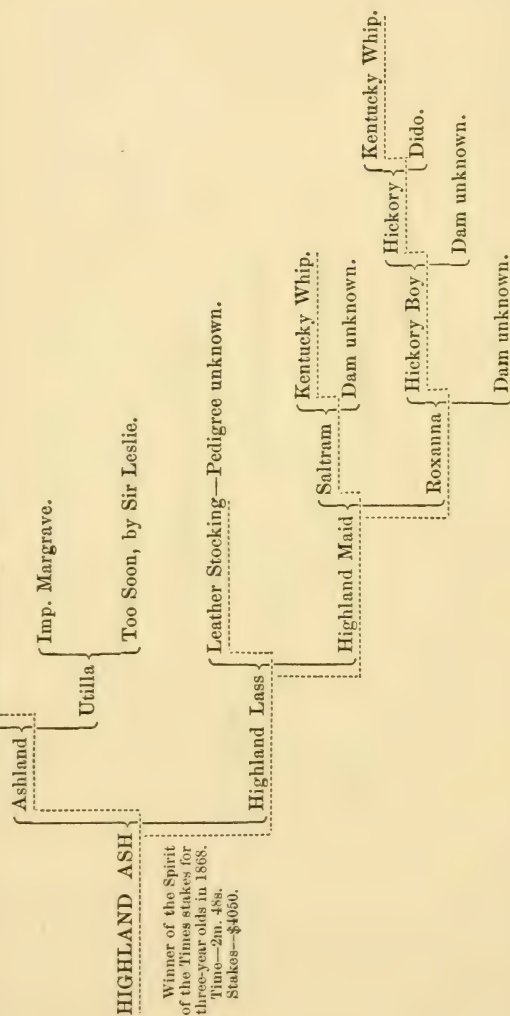 HIGHLAND ASH
Winner of the Spirit
of the Times stakes for
three-year olds in 1868.
Time—2m. 48s.
Stakes—$4050.
Ashland
Utilla
Imp. Margrave.
Too Soon, by Sir Leslie.
Highland Lass
Leather Stocking—Pedigree unknown.
Highland Maid
Saltram
Kentucky Whip.
Dam unknown.
Roxanna
Hickory Boy
Hickory
Kentucky Whip.
Dido.
Dam unknown.
Dam unknown.